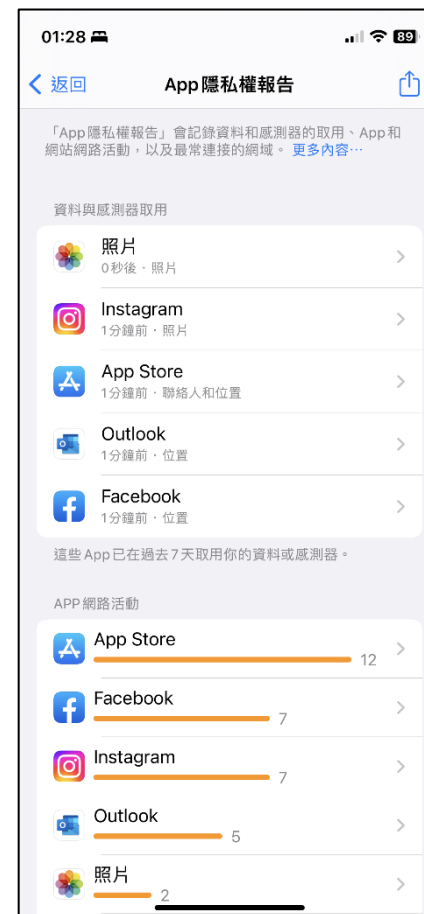 01:28
89
返回
App隱私權報告
「App隱私權報告」會記錄資料和感測器的取用、App和
網站網路活動，以及最常連接的網域。更多內容⋯
資料與感測器取用
照片
0秒後・照片
Instagram
1分鐘前・照片
App Store
1分鐘前・聯絡人和位置
Outlook
1分鐘前・位置
Facebook
1分鐘前・位置
這些App已在過去7天取用你的資料或感測器。
APP網路活動
App Store
12
Facebook
7
Instagram
7
Outlook
5
照片
2